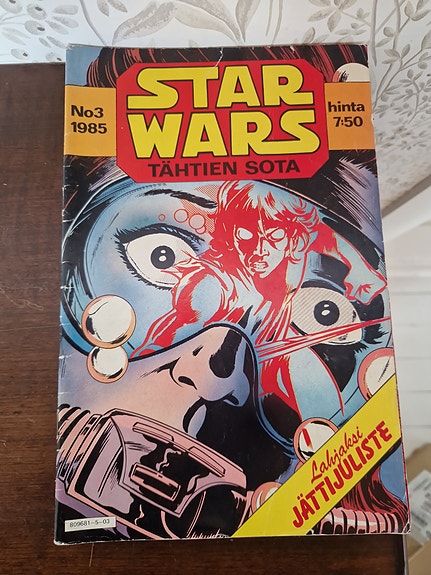 No3
1985
STAR
WARS
TÄHTIEN SOTA
hinta
7:50
Lahjaksi
JÄTTIJULISTE
809681-5-03